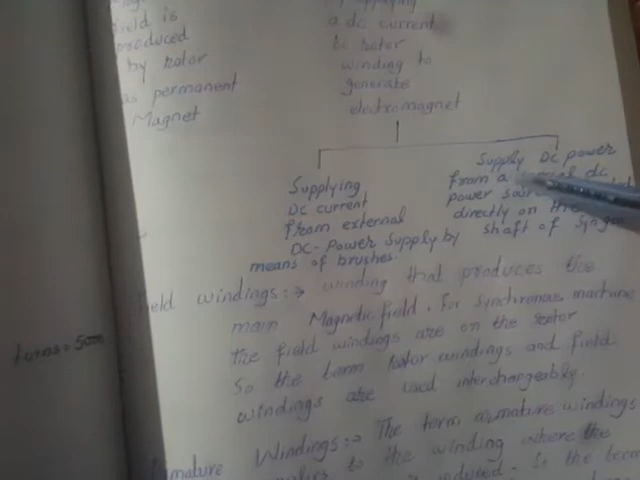 field is
produced
by rotor
as permanent
Magnet
supplying
a dc current
to rotor
winding to
generate
electromagnet
Supplying
DC current
from external
DC-Power Supply by
means of brushes.
Supply DC power
from a dc
power
directly on the
shaft of
field windings:→ winding that produces the
main Magnetic field. For synchronous machine
the field windings are on the rotor
So the term rotor windings and field
windings are used interchangeably.
turns = 500
Armature Windings:→ The term armature windings
to the winding where the
induced. So the term